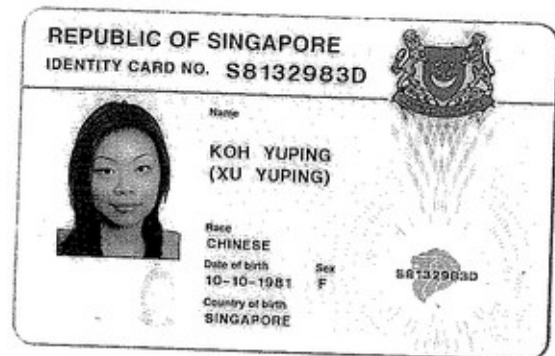 REPUBLIC OF SINGAPORE
IDENTITY CARD NO. S8132983D
Name
KOH YUPING
(XU YUPING)
Race
CHINESE
Date of birth Sex
10-10-1981 F
S8132983D
Country of birth
SINGAPORE